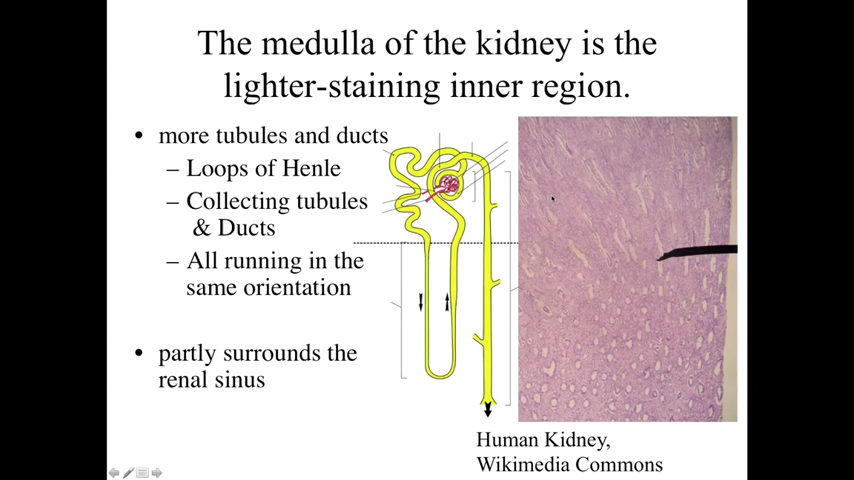 The medulla of the kidney is the
lighter-staining inner region.
• more tubules and ducts
– Loops of Henle
– Collecting tubules
& Ducts
– All running in the
same orientation
• partly surrounds the
renal sinus
Human Kidney,
Wikimedia Commons